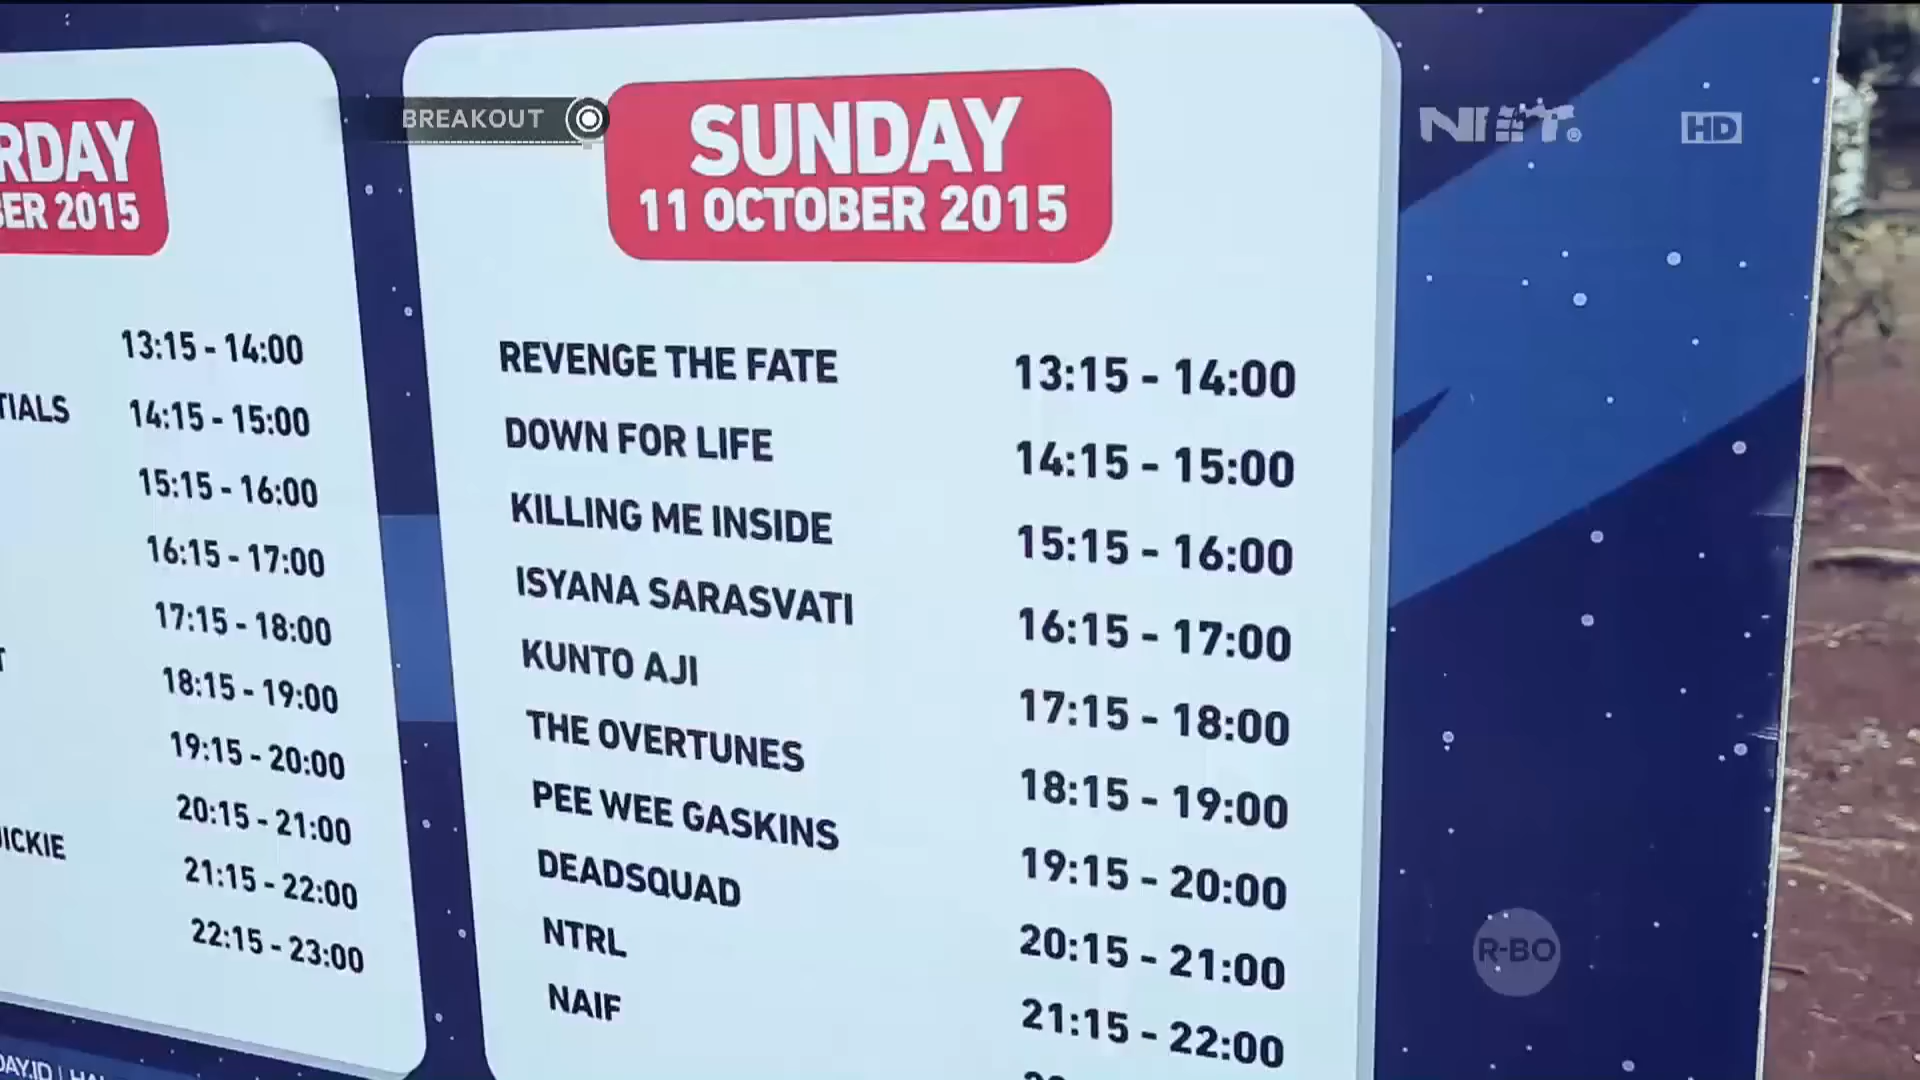 BREAKOUT
NET.
HD
RDAY
BER 2015
13:15 - 14:00
TIALS 14:15 - 15:00
15:15 - 16:00
16:15 - 17:00
17:15 - 18:00
T 18:15 - 19:00
19:15 - 20:00
20:15 - 21:00
ICKIE 21:15 - 22:00
22:15 - 23:00
SUNDAY
11 OCTOBER 2015
REVENGE THE FATE 13:15 - 14:00
DOWN FOR LIFE 14:15 - 15:00
KILLING ME INSIDE 15:15 - 16:00
ISYANA SARASVATI 16:15 - 17:00
KUNTO AJI 17:15 - 18:00
THE OVERTUNES 18:15 - 19:00
PEE WEE GASKINS 19:15 - 20:00
DEADSQUAD 20:15 - 21:00
NTRL 21:15 - 22:00
NAIF
R-BO
DAY.ID |